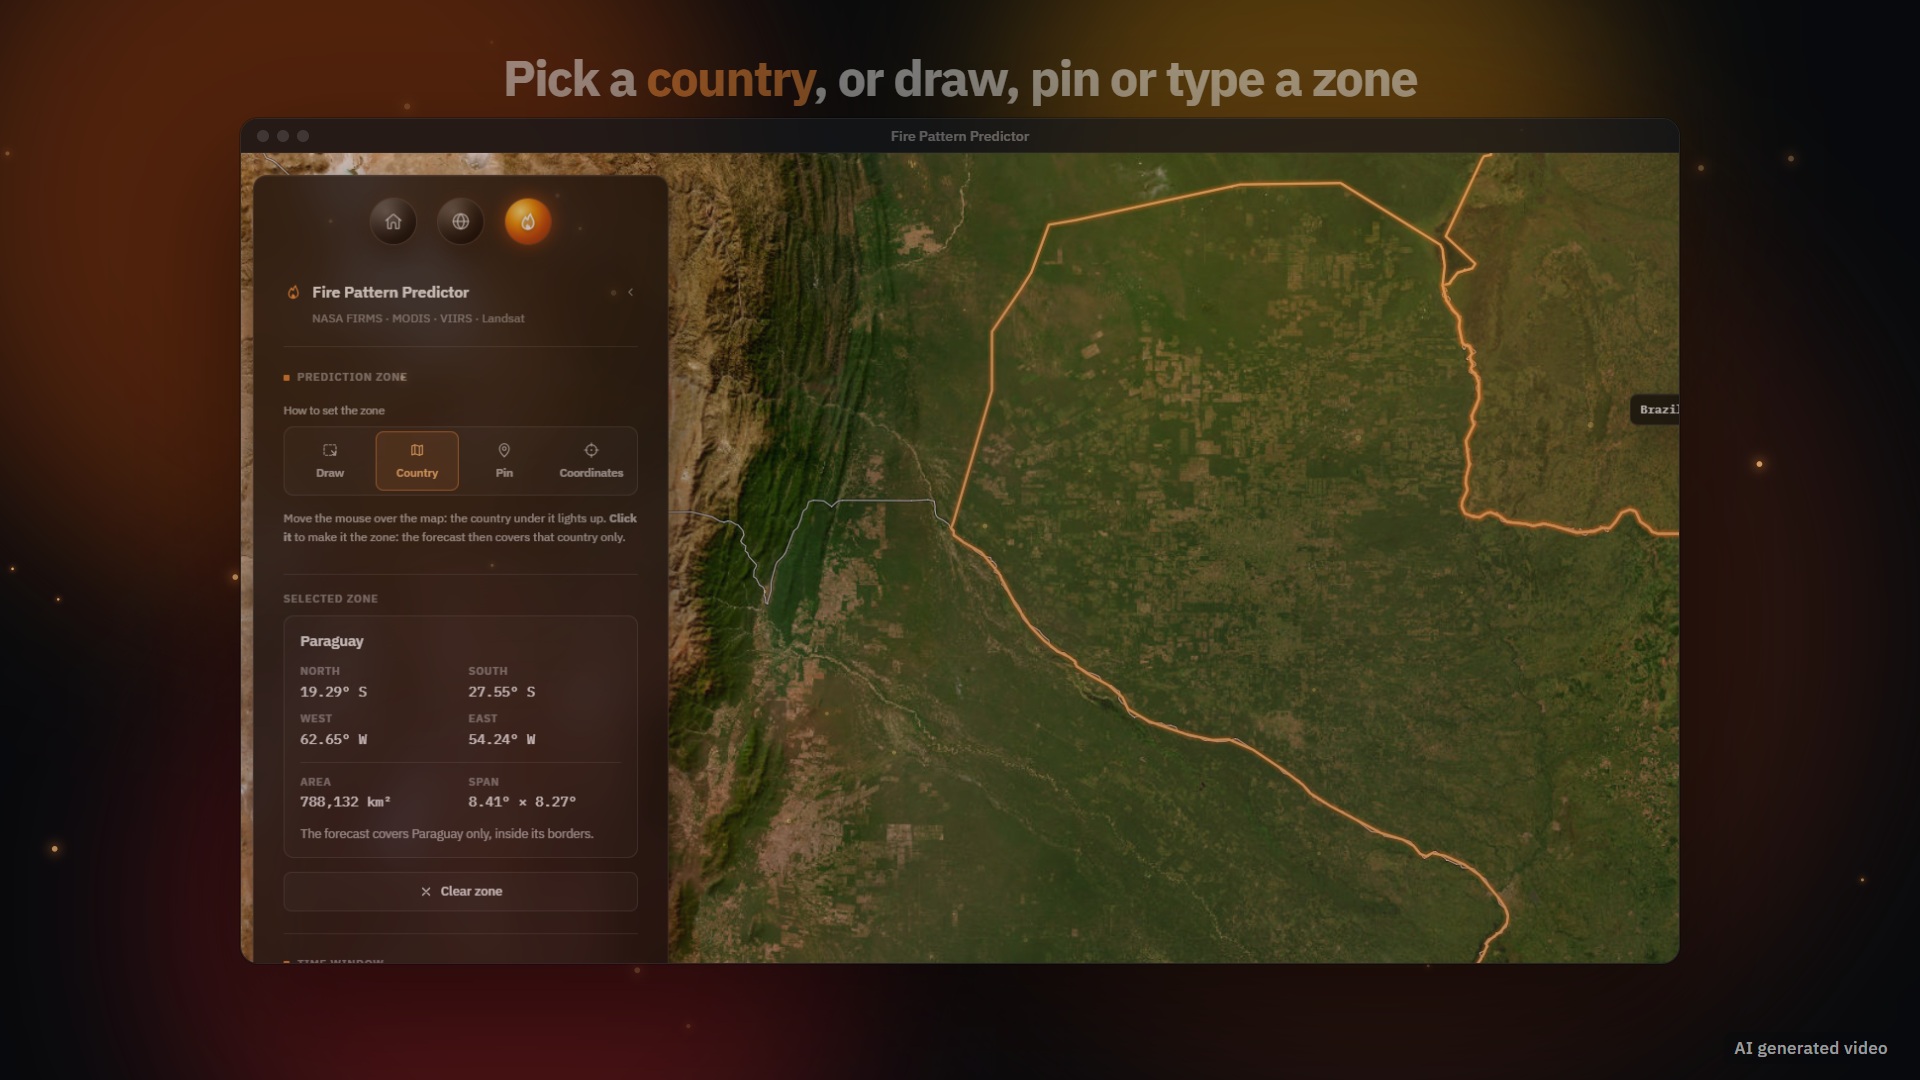 Pick a country, or draw, pin or type a zone
Fire Pattern Predictor
Fire Pattern Predictor
NASA FIRMS · MODIS · VIIRS · Landsat
PREDICTION ZONE
How to set the zone
Draw
Country
Pin
Coordinates
Move the mouse over the map: the country under it lights up. Click
it to make it the zone: the forecast then covers that country only.
SELECTED ZONE
Paraguay
NORTH
SOUTH
19.29° S
27.55° S
WEST
EAST
62.65° W
54.24° W
AREA
SPAN
788,132 km²
8.41° × 8.27°
The forecast covers Paraguay only, inside its borders.
Clear zone
TIME WINDOW
Brazil
AI generated video